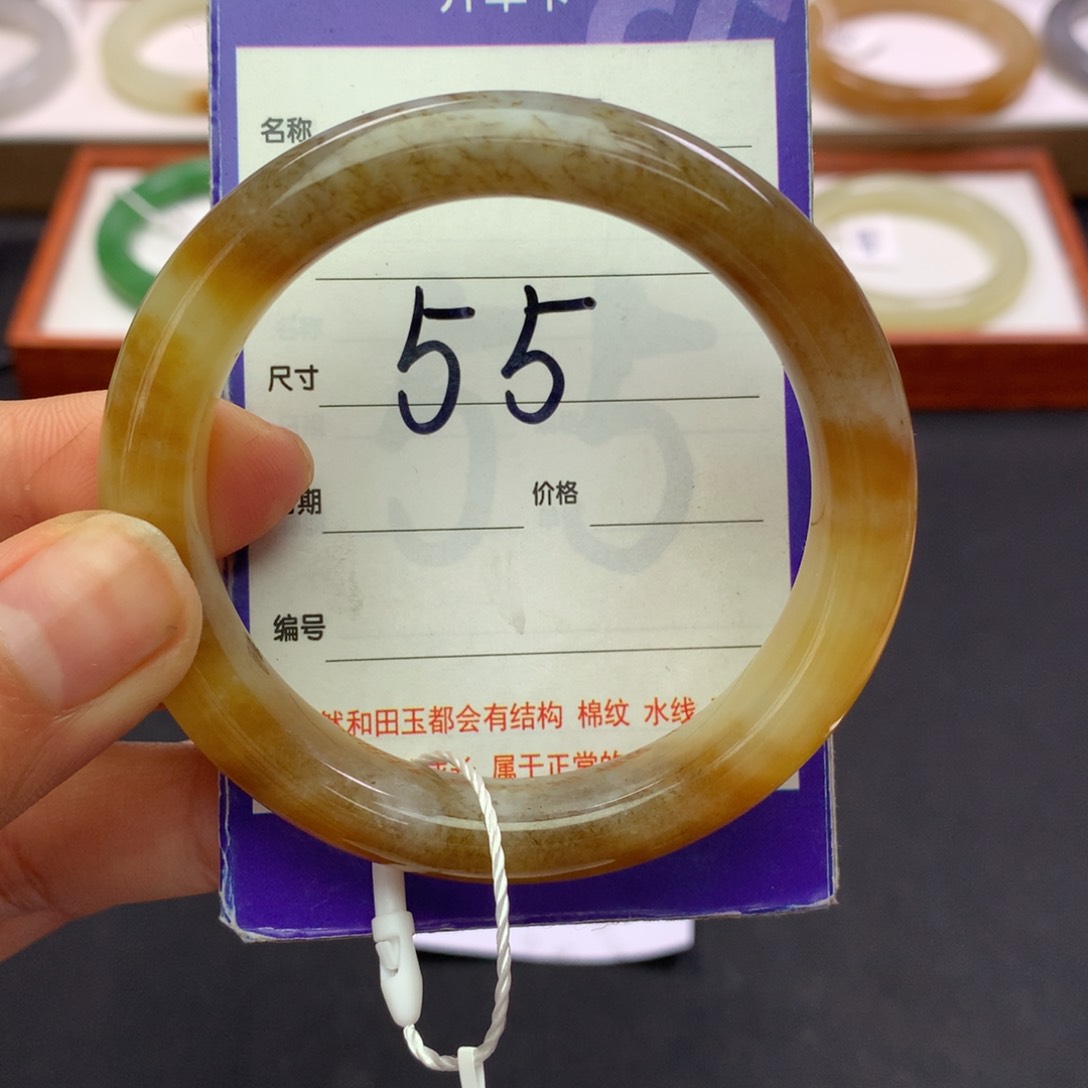 名称
尺寸 55
期 价格
编号
然和田玉都会有结构 棉纹 水线
属于正常的